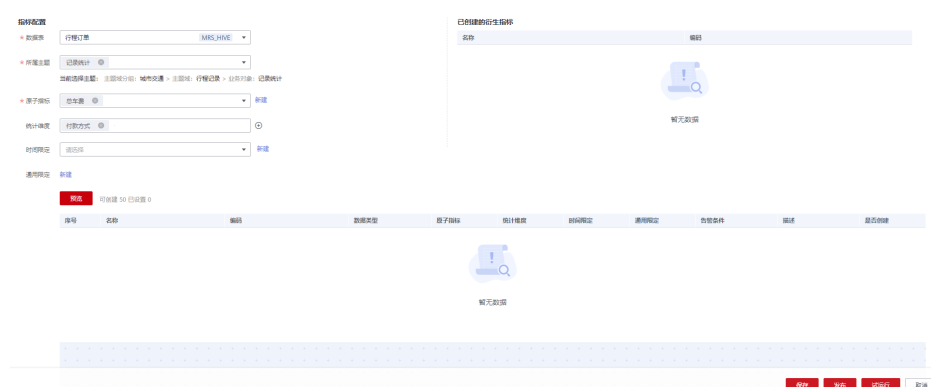 指标配置
* 数据表 行程订单 MRS_HIVE
* 所属主题 记录统计
当前选择主题： 主题域分组：城市交通 > 主题域：行程记录 > 业务对象：记录统计
* 原子指标 总车费 新建
统计维度 付款方式
时间限定 请选择 新建
通用限定 新建
已创建的衍生指标
名称 编码
暂无数据
预览 可创建 50 已设置 0
序号 名称 编码 数据类型 原子指标 统计维度 时间限定 通用限定 告警条件 描述 是否创建
暂无数据
保存 发布 试运行 取消